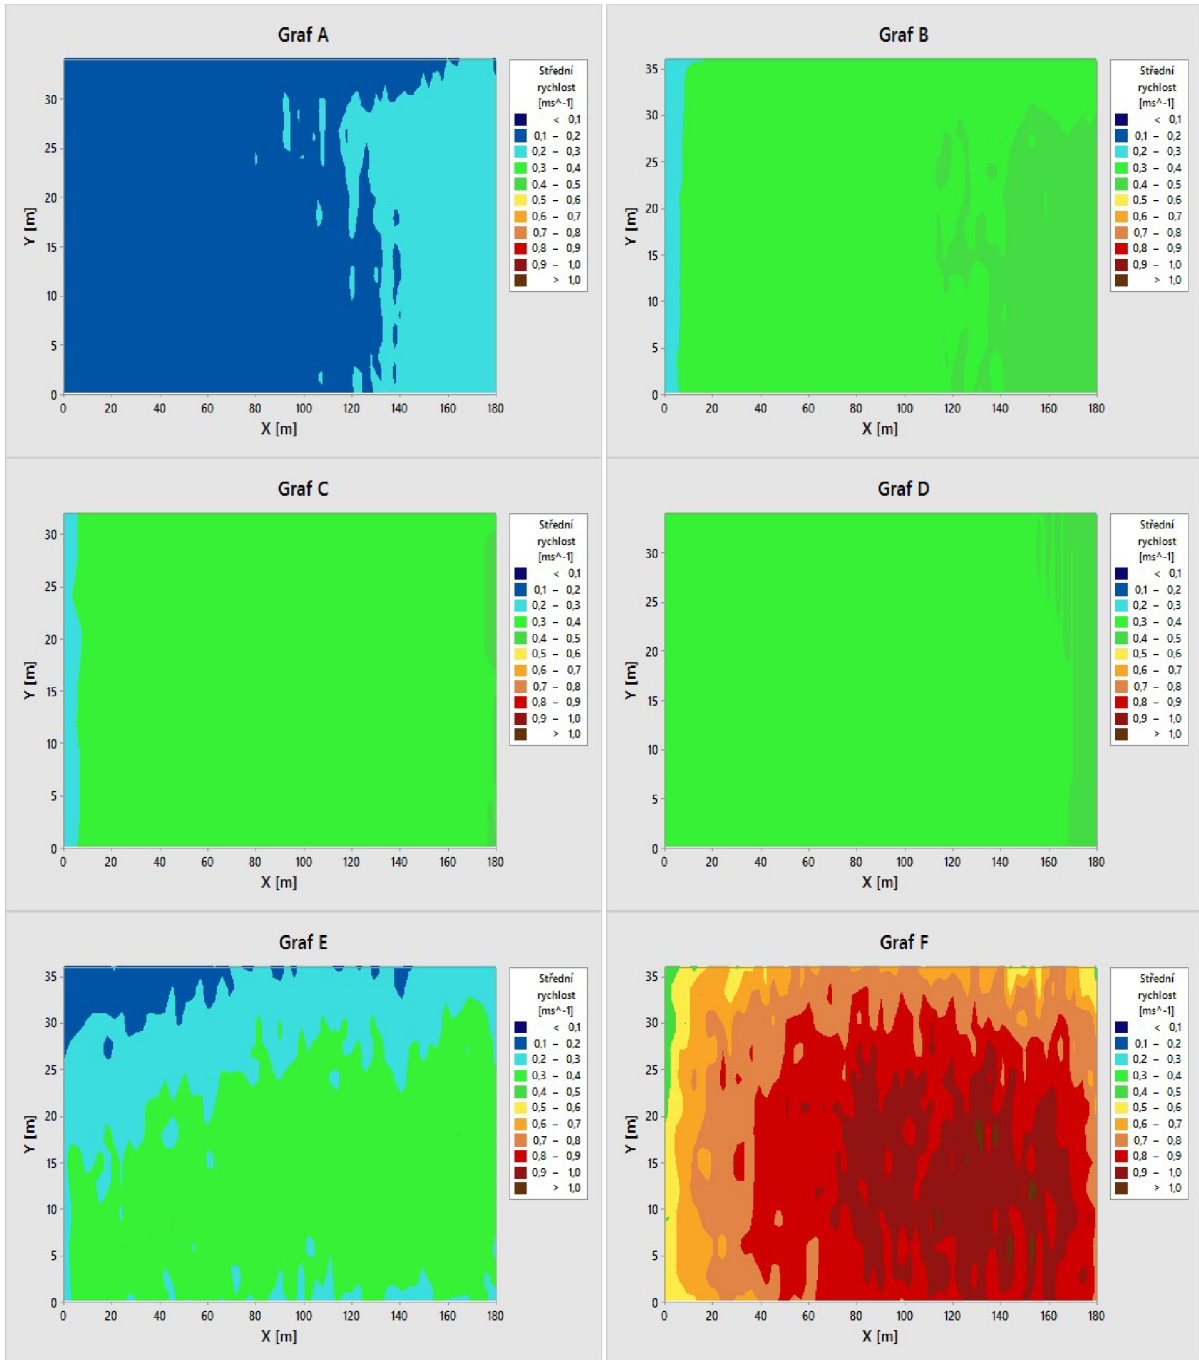 Graf A
Střední
rychlost
[ms^-1]
< 0,1
0,1 – 0,2
0,2 – 0,3
0,3 – 0,4
0,4 – 0,5
0,5 – 0,6
0,6 – 0,7
0,7 – 0,8
0,8 – 0,9
0,9 – 1,0
> 1,0
Y [m]
30
25
20
15
10
5
0
0 20 40 60 80 100 120 140 160 180
X [m]
Graf B
Střední
rychlost
[ms^-1]
< 0,1
0,1 – 0,2
0,2 – 0,3
0,3 – 0,4
0,4 – 0,5
0,5 – 0,6
0,6 – 0,7
0,7 – 0,8
0,8 – 0,9
0,9 – 1,0
> 1,0
Y [m]
35
30
25
20
15
10
5
0
0 20 40 60 80 100 120 140 160 180
X [m]
Graf C
Střední
rychlost
[ms^-1]
< 0,1
0,1 – 0,2
0,2 – 0,3
0,3 – 0,4
0,4 – 0,5
0,5 – 0,6
0,6 – 0,7
0,7 – 0,8
0,8 – 0,9
0,9 – 1,0
> 1,0
Y [m]
30
25
20
15
10
5
0
0 20 40 60 80 100 120 140 160 180
X [m]
Graf D
Střední
rychlost
[ms^-1]
< 0,1
0,1 – 0,2
0,2 – 0,3
0,3 – 0,4
0,4 – 0,5
0,5 – 0,6
0,6 – 0,7
0,7 – 0,8
0,8 – 0,9
0,9 – 1,0
> 1,0
Y [m]
30
25
20
15
10
5
0
0 20 40 60 80 100 120 140 160 180
X [m]
Graf E
Střední
rychlost
[ms^-1]
< 0,1
0,1 – 0,2
0,2 – 0,3
0,3 – 0,4
0,4 – 0,5
0,5 – 0,6
0,6 – 0,7
0,7 – 0,8
0,8 – 0,9
0,9 – 1,0
> 1,0
Y [m]
35
30
25
20
15
10
5
0
0 20 40 60 80 100 120 140 160 180
X [m]
Graf F
Střední
rychlost
[ms^-1]
< 0,1
0,1 – 0,2
0,2 – 0,3
0,3 – 0,4
0,4 – 0,5
0,5 – 0,6
0,6 – 0,7
0,7 – 0,8
0,8 – 0,9
0,9 – 1,0
> 1,0
Y [m]
35
30
25
20
15
10
5
0
0 20 40 60 80 100 120 140 160 180
X [m]